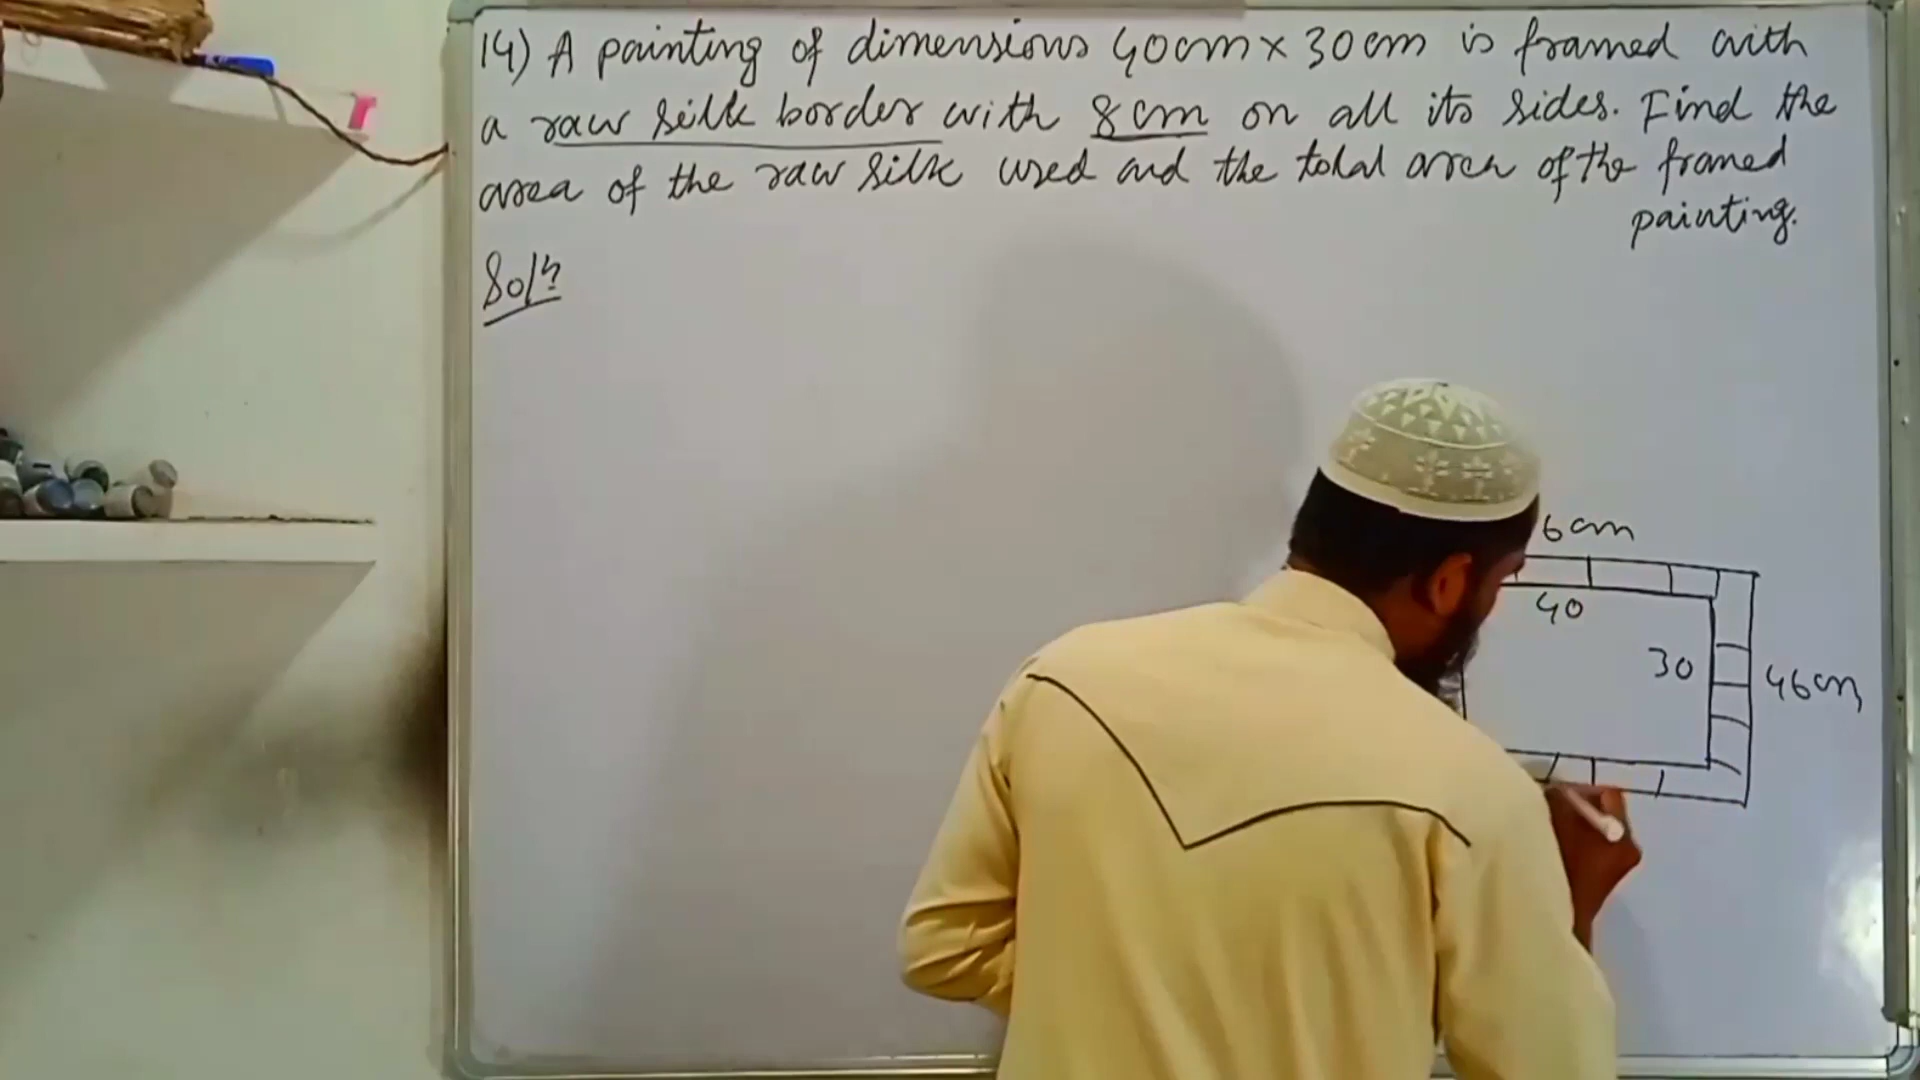 14) A painting of dimensions 40cm × 30cm is framed with
a raw silk border with 8cm on all its sides. Find the
area of the raw silk used and the total area of the framed
painting.
Solⁿ
6cm
40
30
46cm